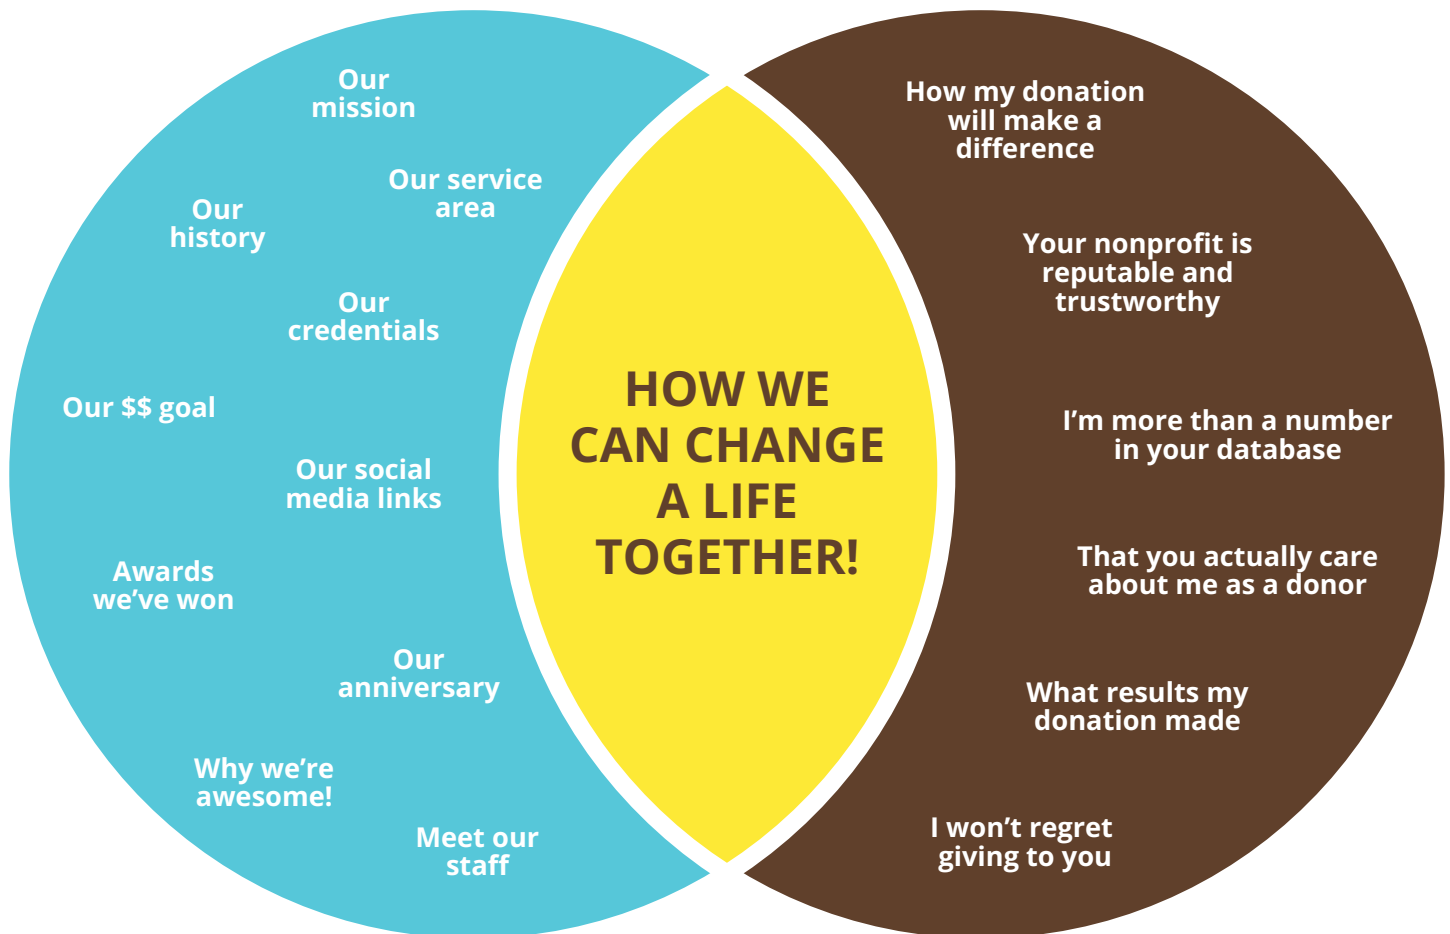 Our
mission
Our service
area
Our
history
Our
credentials
Our $$ goal
Our social
media links
Awards
we’ve won
Our
anniversary
Why we’re
awesome!
Meet our
staff
HOW WE
CAN CHANGE
A LIFE
TOGETHER!
How my donation
will make a
difference
Your nonprofit is
reputable and
trustworthy
I’m more than a number
in your database
That you actually care
about me as a donor
What results my
donation made
I won’t regret
giving to you